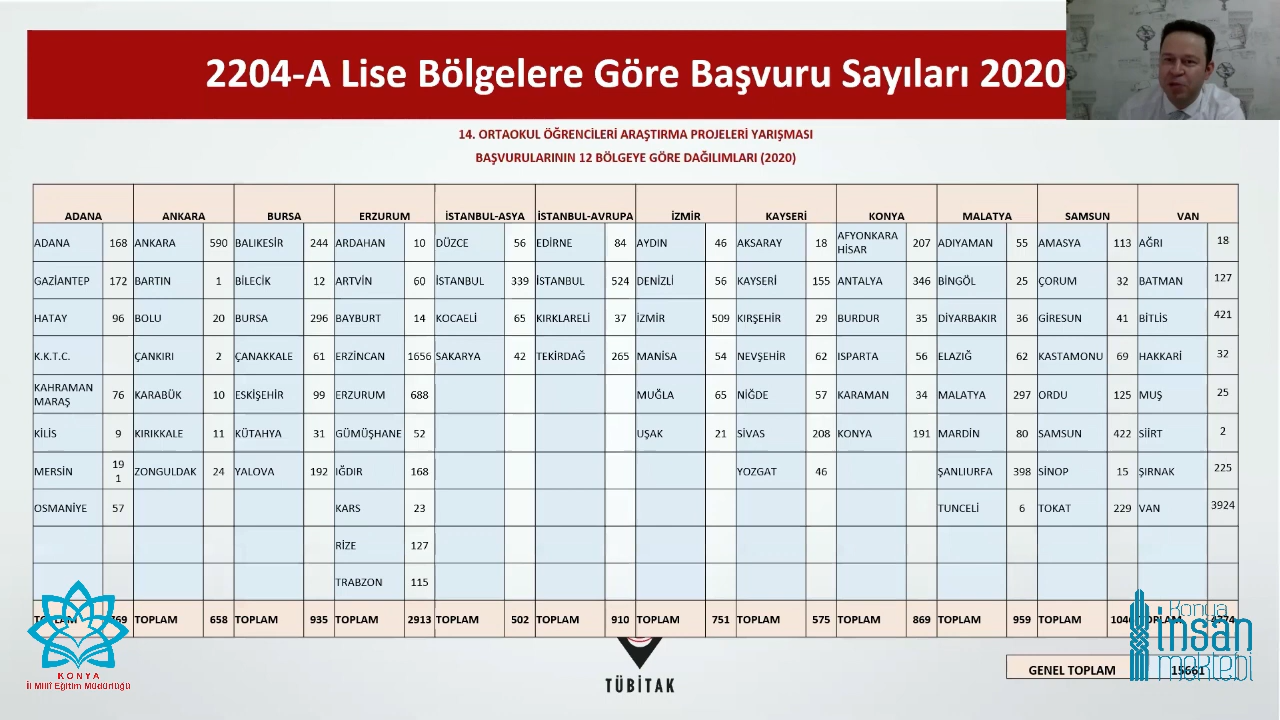 2204-A Lise Bölgelere Göre Başvuru Sayıları 2020
14. ORTAOKUL ÖĞRENCİLERİ ARAŞTIRMA PROJELERİ YARIŞMASI
BAŞVURULARININ 12 BÖLGEYE GÖRE DAĞILIMLARI (2020)
ADANA ANKARA BURSA ERZURUM İSTANBUL-ASYA İSTANBUL-AVRUPA İZMİR KAYSERİ KONYA MALATYA SAMSUN VAN
ADANA 168 ANKARA 590 BALIKESİR 244 ARDAHAN 10 DÜZCE 56 EDİRNE 84 AYDIN 46 AKSARAY 18 AFYONKARA HİSAR 207 ADIYAMAN 55 AMASYA 113 AĞRI 18
GAZİANTEP 172 BARTIN 1 BİLECİK 12 ARTVİN 60 İSTANBUL 339 İSTANBUL 524 DENİZLİ 56 KAYSERİ 155 ANTALYA 346 BİNGÖL 25 ÇORUM 32 BATMAN 127
HATAY 96 BOLU 20 BURSA 296 BAYBURT 14 KOCAELİ 65 KIRKLARELİ 37 İZMİR 509 KIRŞEHİR 29 BURDUR 35 DİYARBAKIR 36 GİRESUN 41 BİTLİS 421
K.K.T.C. ÇANKIRI 2 ÇANAKKALE 61 ERZİNCAN 1656 SAKARYA 42 TEKİRDAĞ 265 MANİSA 54 NEVŞEHİR 62 ISPARTA 56 ELAZIĞ 62 KASTAMONU 69 HAKKARİ 32
KAHRAMAN MARAŞ 76 KARABÜK 10 ESKİŞEHİR 99 ERZURUM 688 MUĞLA 65 NİĞDE 57 KARAMAN 34 MALATYA 297 ORDU 125 MUŞ 25
KİLİS 9 KIRIKKALE 11 KÜTAHYA 31 GÜMÜŞHANE 52 UŞAK 21 SİVAS 208 KONYA 191 MARDİN 80 SAMSUN 422 SİİRT 2
MERSİN 191 ZONGULDAK 24 YALOVA 192 IĞDIR 168 YOZGAT 46 ŞANLIURFA 398 SİNOP 15 ŞIRNAK 225
OSMANİYE 57 KARS 23 TUNCELİ 6 TOKAT 229 VAN 3924
RİZE 127
TRABZON 115
TOPLAM TOPLAM 658 TOPLAM 935 TOPLAM 2913 TOPLAM 502 TOPLAM 910 TOPLAM 751 TOPLAM 575 TOPLAM 869 TOPLAM 959 TOPLAM TOPLAM
GENEL TOPLAM 15661
TÜBİTAK
KONYA
İl Millî Eğitim Müdürlüğü
Konya
insan
mektebi